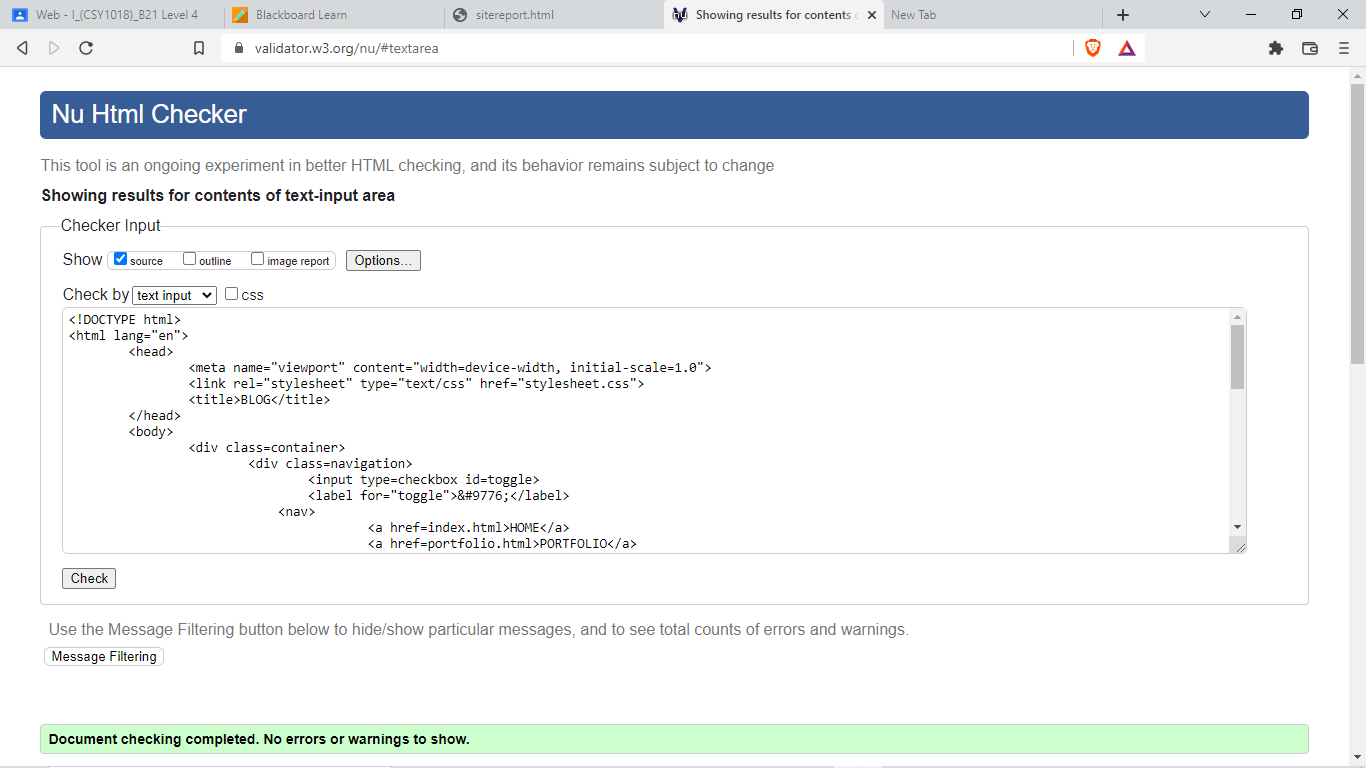 Web - I_(CSY1018)_B21 Level 4
Blackboard Learn
sitereport.html
Showing results for contents
New Tab
validator.w3.org/nu/#textarea
Nu Html Checker
This tool is an ongoing experiment in better HTML checking, and its behavior remains subject to change
Showing results for contents of text-input area
Checker Input
Show source outline image report Options...
Check by text input css
<!DOCTYPE html>
<html lang="en">
<head>
<meta name="viewport" content="width=device-width, initial-scale=1.0">
<link rel="stylesheet" type="text/css" href="stylesheet.css">
<title>BLOG</title>
</head>
<body>
<div class=container>
<div class=navigation>
<input type=checkbox id=toggle>
<label for="toggle">&#9776;</label>
<nav>
<a href=index.html>HOME</a>
<a href=portfolio.html>PORTFOLIO</a>
Check
Use the Message Filtering button below to hide/show particular messages, and to see total counts of errors and warnings.
Message Filtering
Document checking completed. No errors or warnings to show.